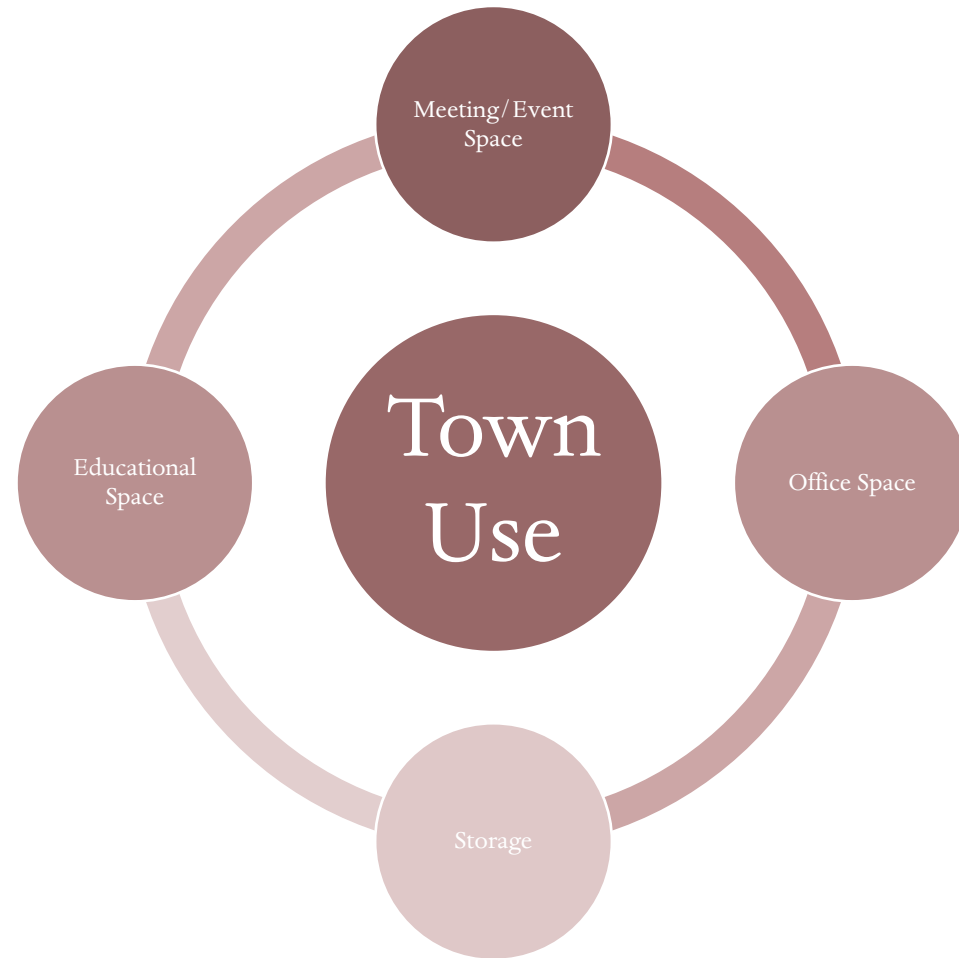 Meeting/Event
Space
Educational
Space
Town
Use
Office Space
Storage